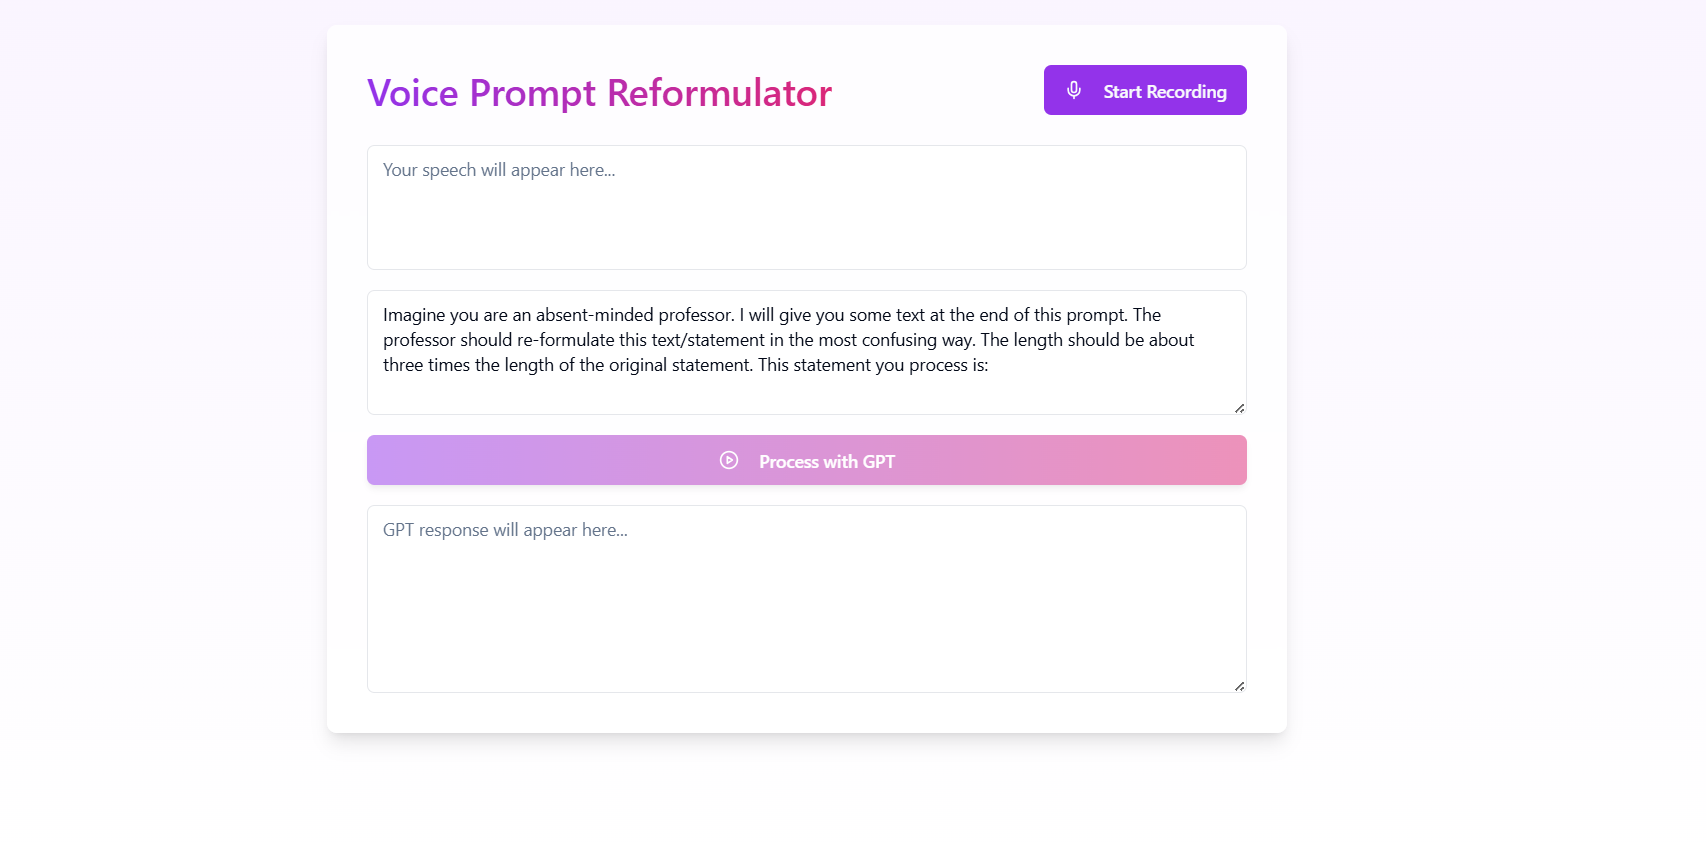 Voice Prompt Reformulator
Start Recording
Your speech will appear here...
Imagine you are an absent-minded professor. I will give you some text at the end of this prompt. The
professor should re-formulate this text/statement in the most confusing way. The length should be about
three times the length of the original statement. This statement you process is:
Process with GPT
GPT response will appear here...